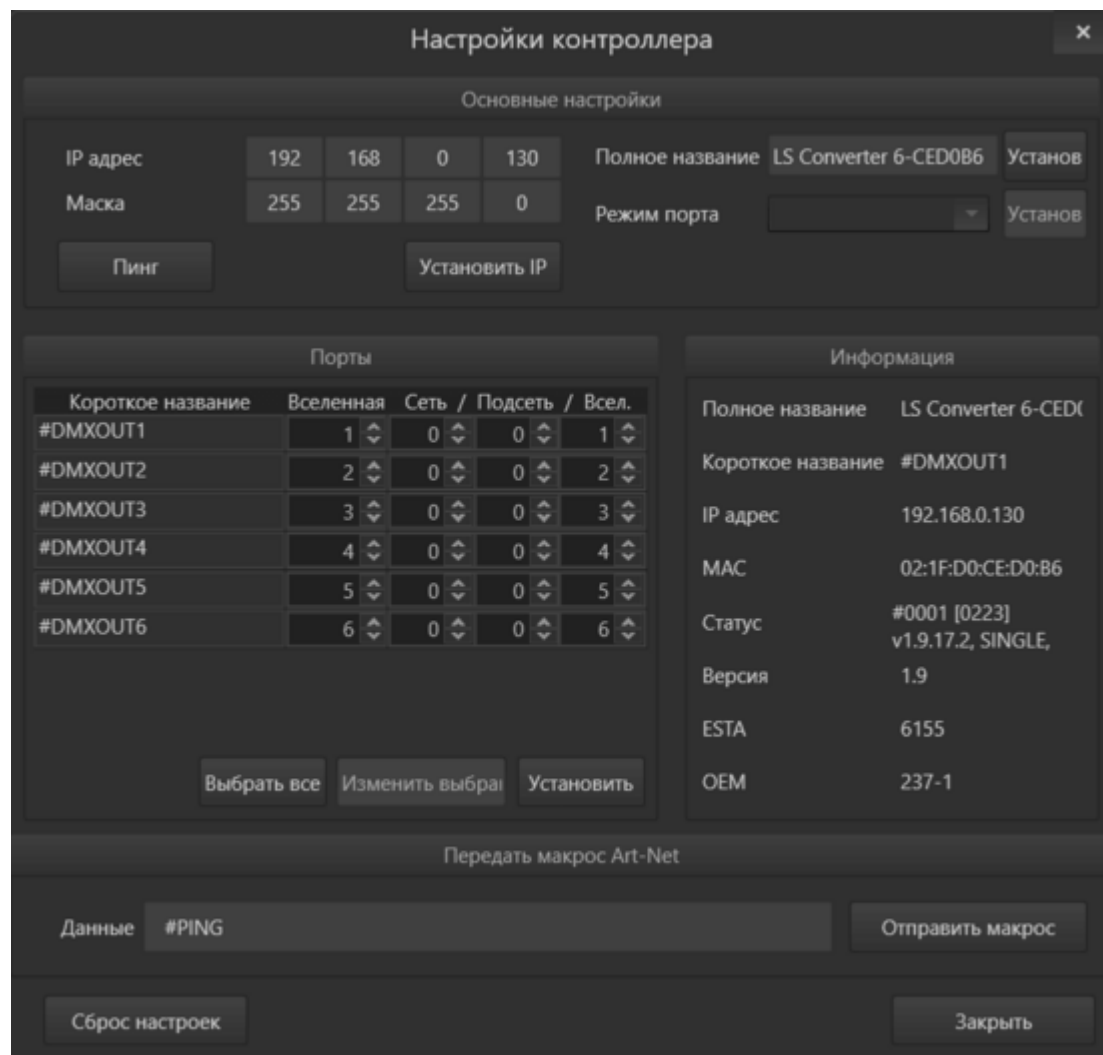 Настройки контроллера
×
Основные настройки
IP адрес 192 168 0 130 Полное название LS Converter 6-CED0B6 Установ
Маска 255 255 255 0 Режим порта Установ
Пинг Установить IP
Порты
Короткое название Вселенная Сеть / Подсеть / Всел.
#DMXOUT1 1 0 0 1
#DMXOUT2 2 0 0 2
#DMXOUT3 3 0 0 3
#DMXOUT4 4 0 0 4
#DMXOUT5 5 0 0 5
#DMXOUT6 6 0 0 6
Выбрать все Изменить выбра Установить
Информация
Полное название LS Converter 6-CED(
Короткое название #DMXOUT1
IP адрес 192.168.0.130
MAC 02:1F:D0:CE:D0:B6
Статус #0001 [0223]
v1.9.17.2, SINGLE,
Версия 1.9
ESTA 6155
OEM 237-1
Передать макрос Art-Net
Данные #PING Отправить макрос
Сброс настроек Закрыть